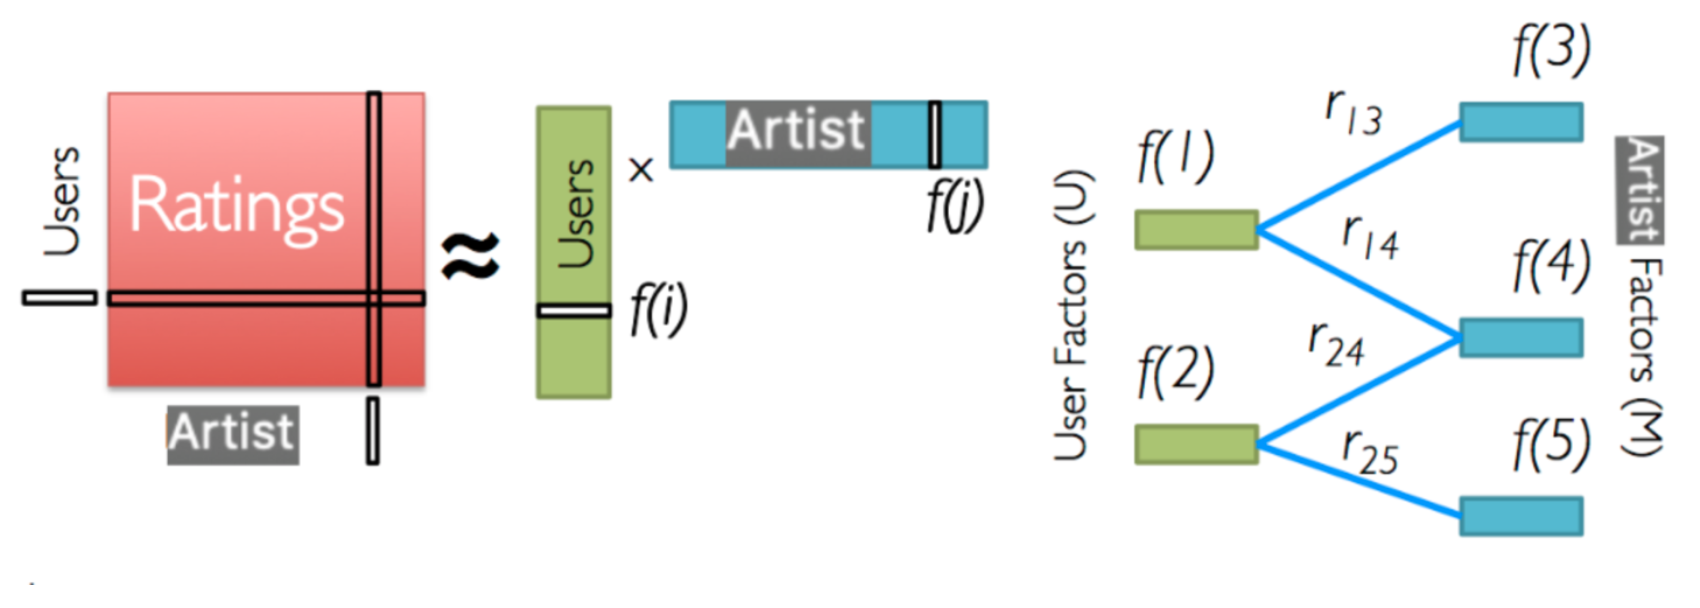 Users
Ratings
Artist
≈
Users
f(i)
×
Artist
f(j)
User Factors (U)
f(1)
f(2)
r13
r14
r24
r25
f(3)
f(4)
f(5)
Artist Factors (M)